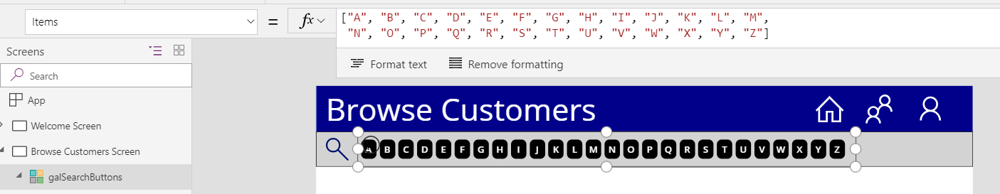 Items
=
fx
["A", "B", "C", "D", "E", "F", "G", "H", "I", "J", "K", "L", "M",
"N", "O", "P", "Q", "R", "S", "T", "U", "V", "W", "X", "Y", "Z"]
Screens
Format text
Remove formatting
Search
App
Browse Customers
Welcome Screen
Browse Customers Screen
A B C D E F G H I J K L M N O P Q R S T U V W X Y Z
galSearchButtons